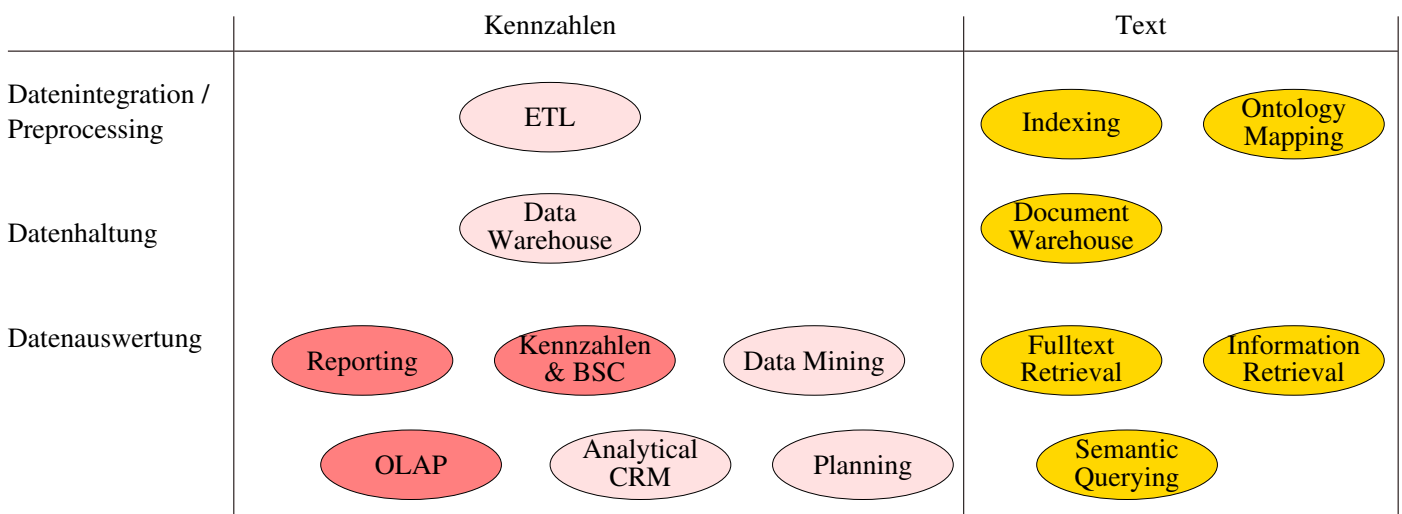 Kennzahlen
Text
Datenintegration /
Preprocessing
ETL
Indexing
Ontology
Mapping
Datenhaltung
Data
Warehouse
Document
Warehouse
Datenauswertung
Reporting
Kennzahlen
& BSC
Data Mining
Fulltext
Retrieval
Information
Retrieval
OLAP
Analytical
CRM
Planning
Semantic
Querying